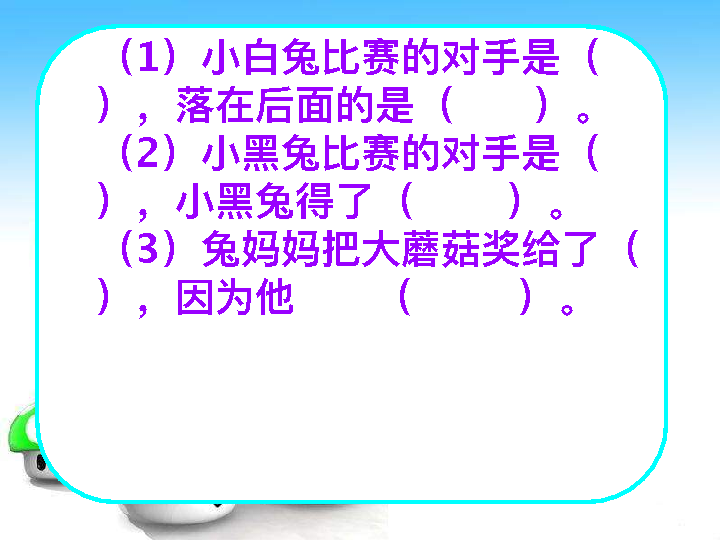 （1）小白兔比赛的对手是（
），落在后面的是（　　）。
（2）小黑兔比赛的对手是（
），小黑兔得了（　　）。
（3）兔妈妈把大蘑菇奖给了（
），因为他　　（　　）。